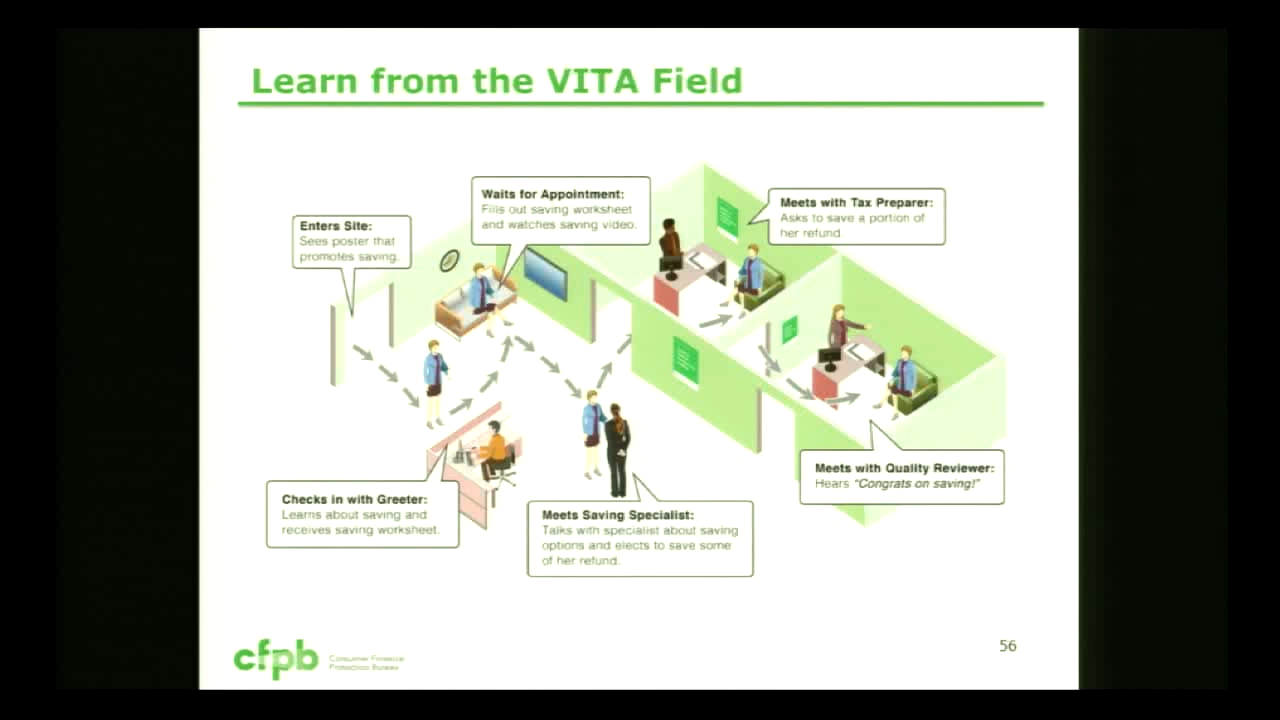 Learn from the VITA Field
Enters Site:
Sees poster that
promotes saving.
Waits for Appointment:
Fills out saving worksheet
and watches saving video.
Meets with Tax Preparer:
Asks to save a portion of
her refund
Checks in with Greeter:
Learns about saving and
receives saving worksheet.
Meets Saving Specialist:
Talks with specialist about saving
options and elects to save some
of her refund.
Meets with Quality Reviewer:
Hears "Congrats on saving!"
cfpb
Consumer Financial
Protection Bureau
56